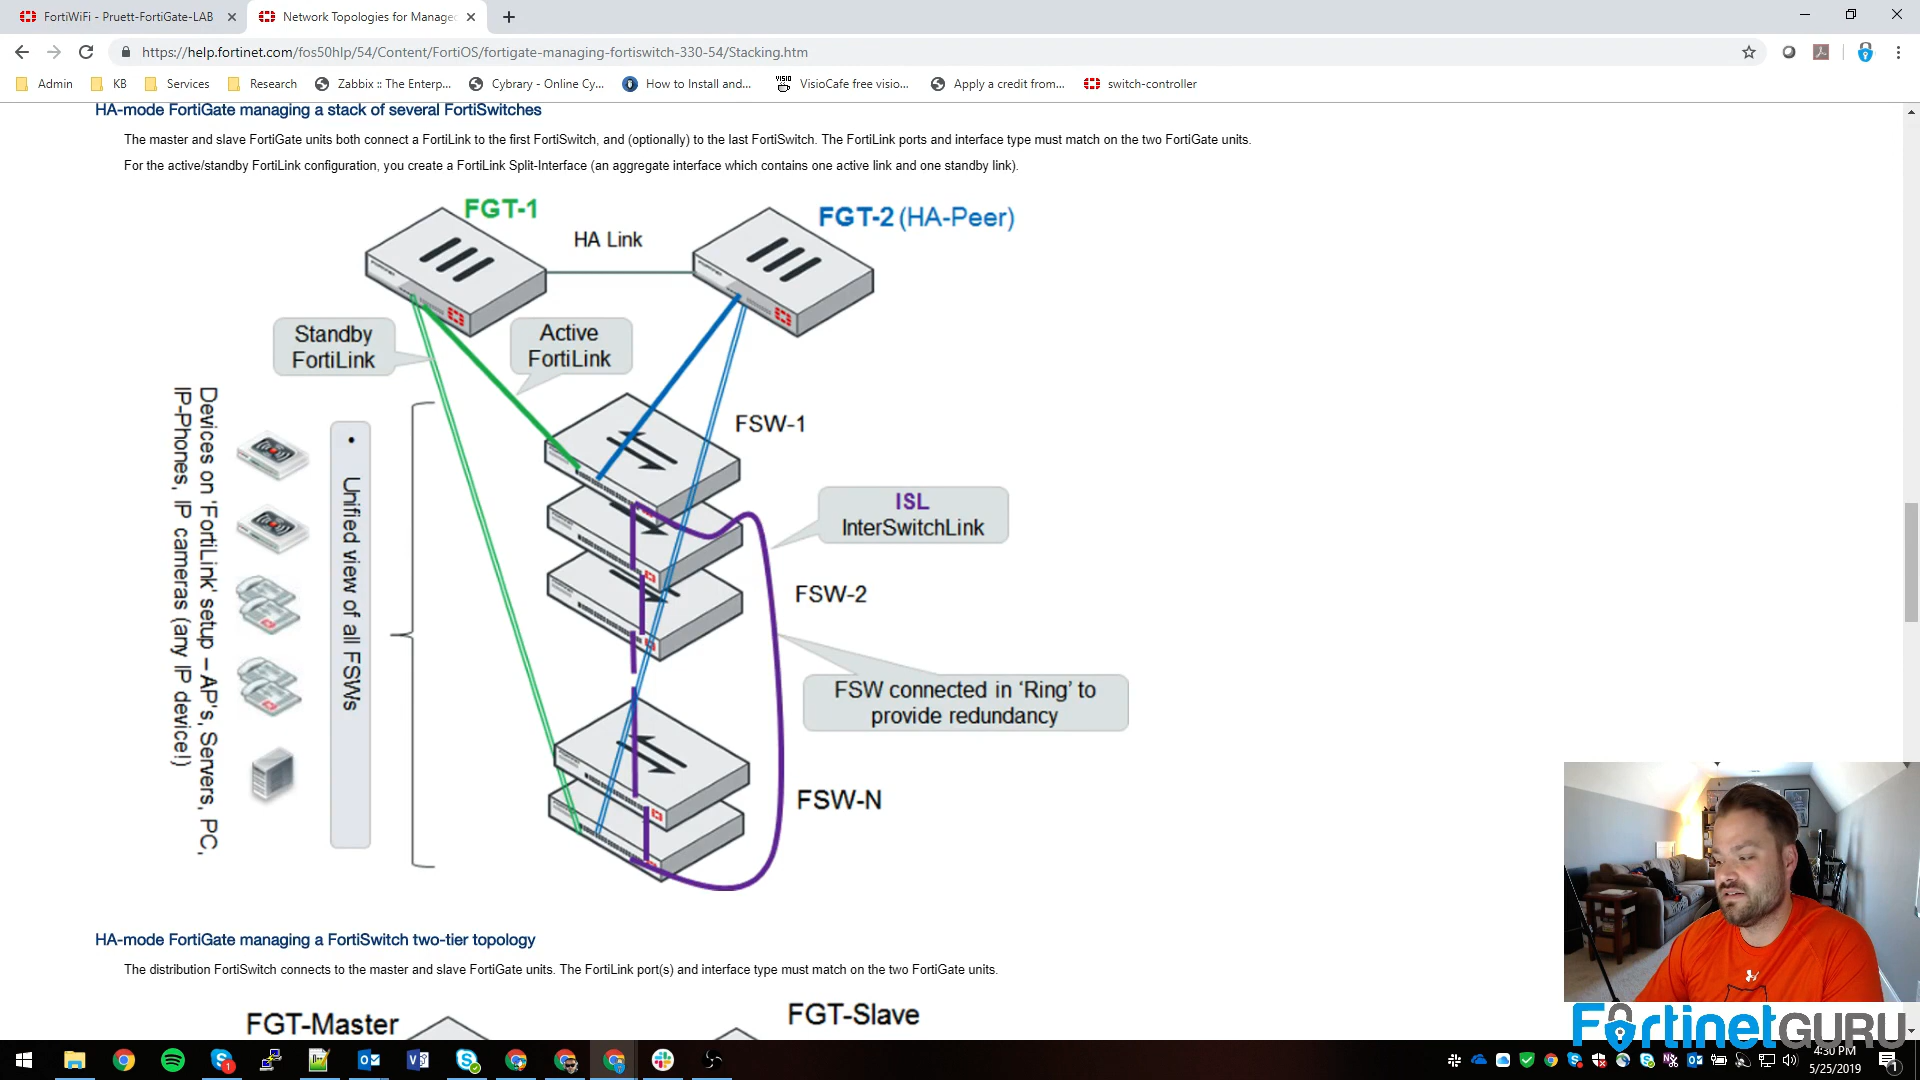 FortiWiFi - Pruett-FortiGate-LAB
Network Topologies for Manage
https://help.fortinet.com/fos50hlp/54/Content/FortiOS/fortigate-managing-fortiswitch-330-54/Stacking.htm
Admin
KB
Services
Research
Zabbix :: The Enterp...
Cybrary - Online Cy...
How to Install and...
VISIO
VisioCafe free visio...
Apply a credit from...
switch-controller
HA-mode FortiGate managing a stack of several FortiSwitches
The master and slave FortiGate units both connect a FortiLink to the first FortiSwitch, and (optionally) to the last FortiSwitch. The FortiLink ports and interface type must match on the two FortiGate units.
For the active/standby FortiLink configuration, you create a FortiLink Split-Interface (an aggregate interface which contains one active link and one standby link).
FGT-1
FGT-2 (HA-Peer)
HA Link
Standby
FortiLink
Active
FortiLink
FSW-1
ISL
InterSwitchLink
FSW-2
Devices on 'FortiLink' setup – AP's, Servers, PC,
IP-Phones, IP cameras (any IP device!)
• Unified view of all FSWs
FSW connected in 'Ring' to
provide redundancy
FSW-N
HA-mode FortiGate managing a FortiSwitch two-tier topology
The distribution FortiSwitch connects to the master and slave FortiGate units. The FortiLink port(s) and interface type must match on the two FortiGate units.
FGT-Master
FGT-Slave
FortinetGURU
4:30 PM
5/25/2019